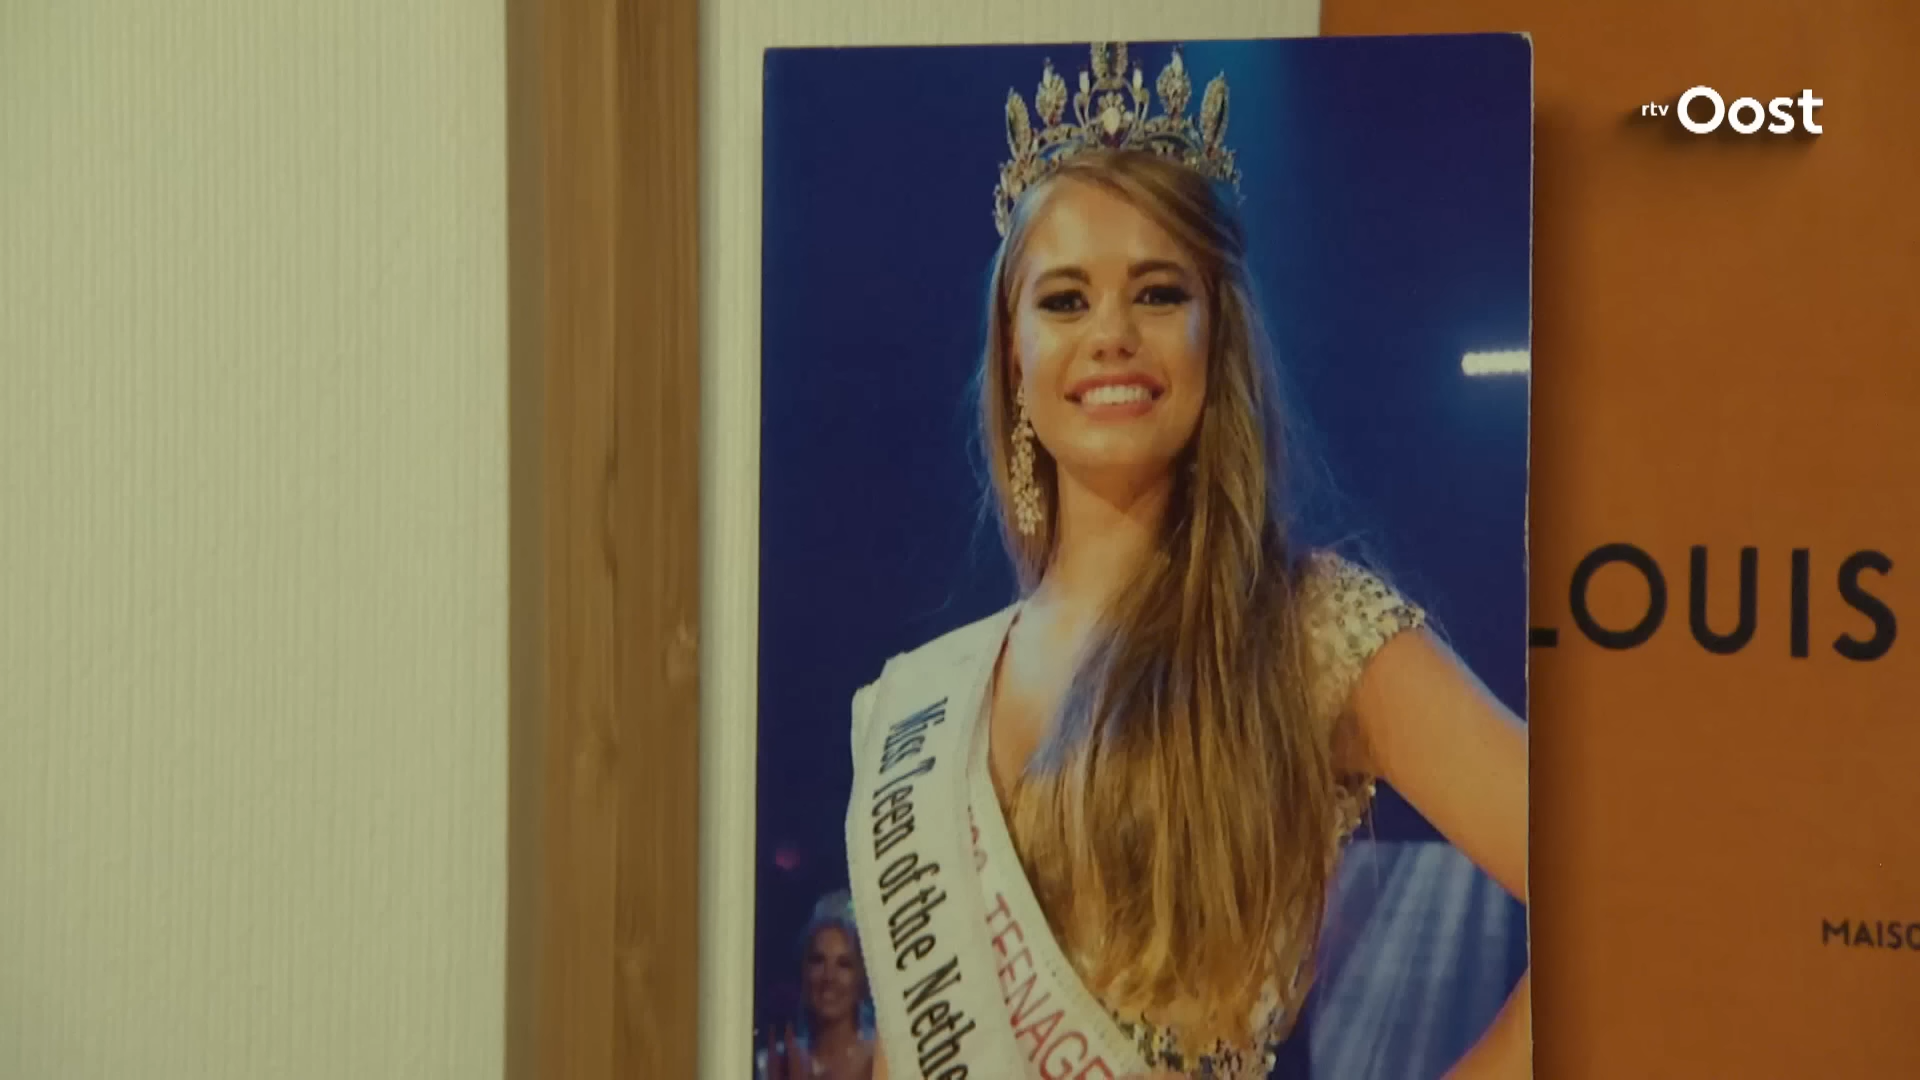 rtv Oost
LOUIS
MAISO
Miss Teen of the Nethe
TEENAGE